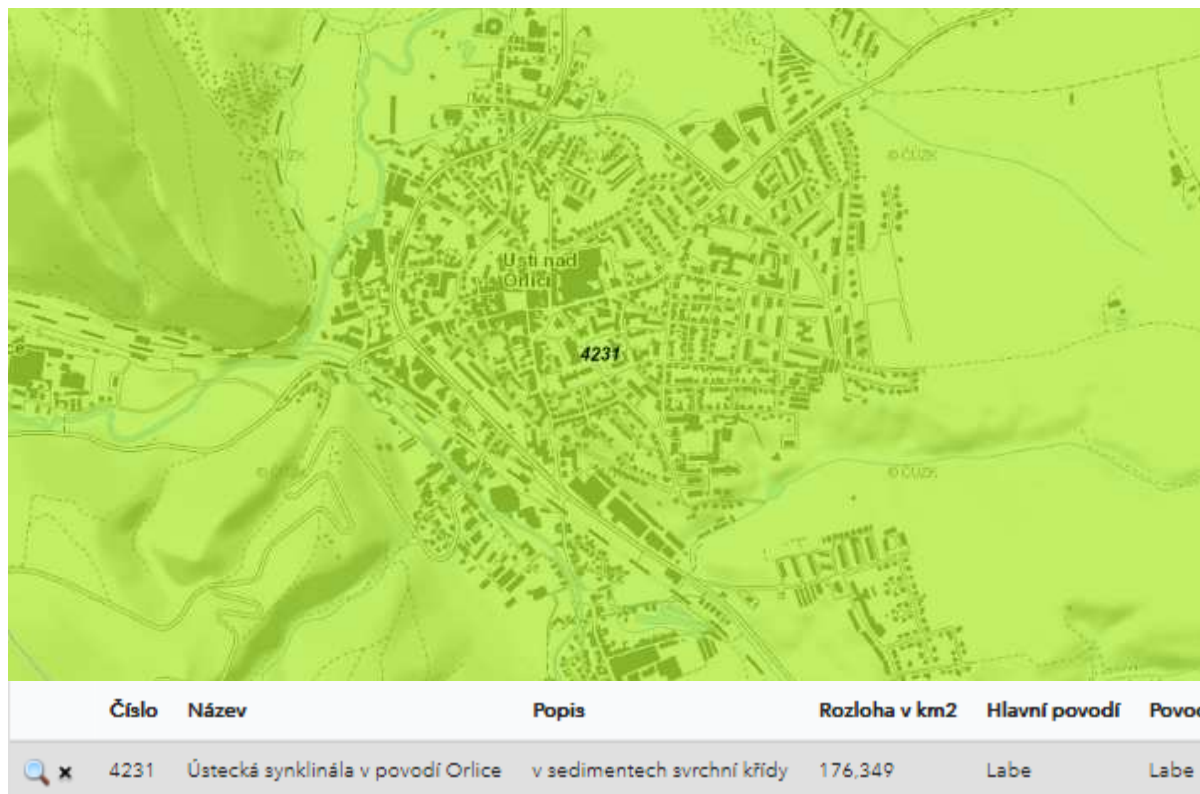 © ČÚZK
© ČÚZK
Ústí nad
Orlicí
4231
© ČÚZK
© ČÚZK
Číslo Název Popis Rozloha v km2 Hlavní povodí Povoc
4231 Ústecká synklinála v povodí Orlice v sedimentech svrchní křídy 176,349 Labe Labe